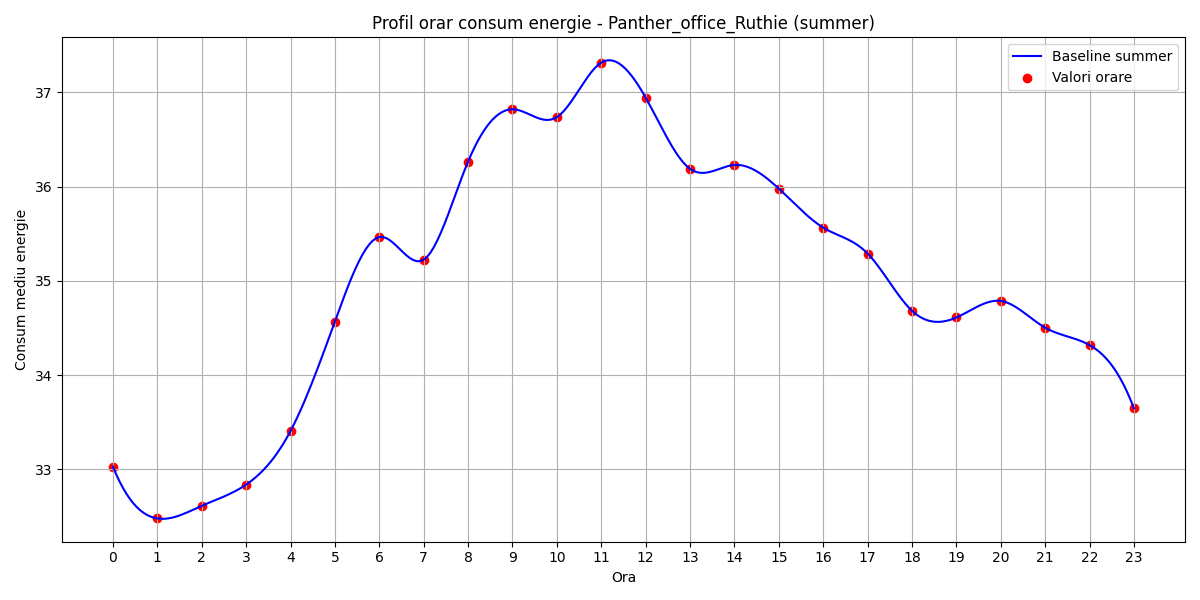 Profil orar consum energie - Panther_office_Ruthie (summer)
Baseline summer
Valori orare
Consum mediu energie
37
36
35
34
33
0 1 2 3 4 5 6 7 8 9 10 11 12 13 14 15 16 17 18 19 20 21 22 23
Ora